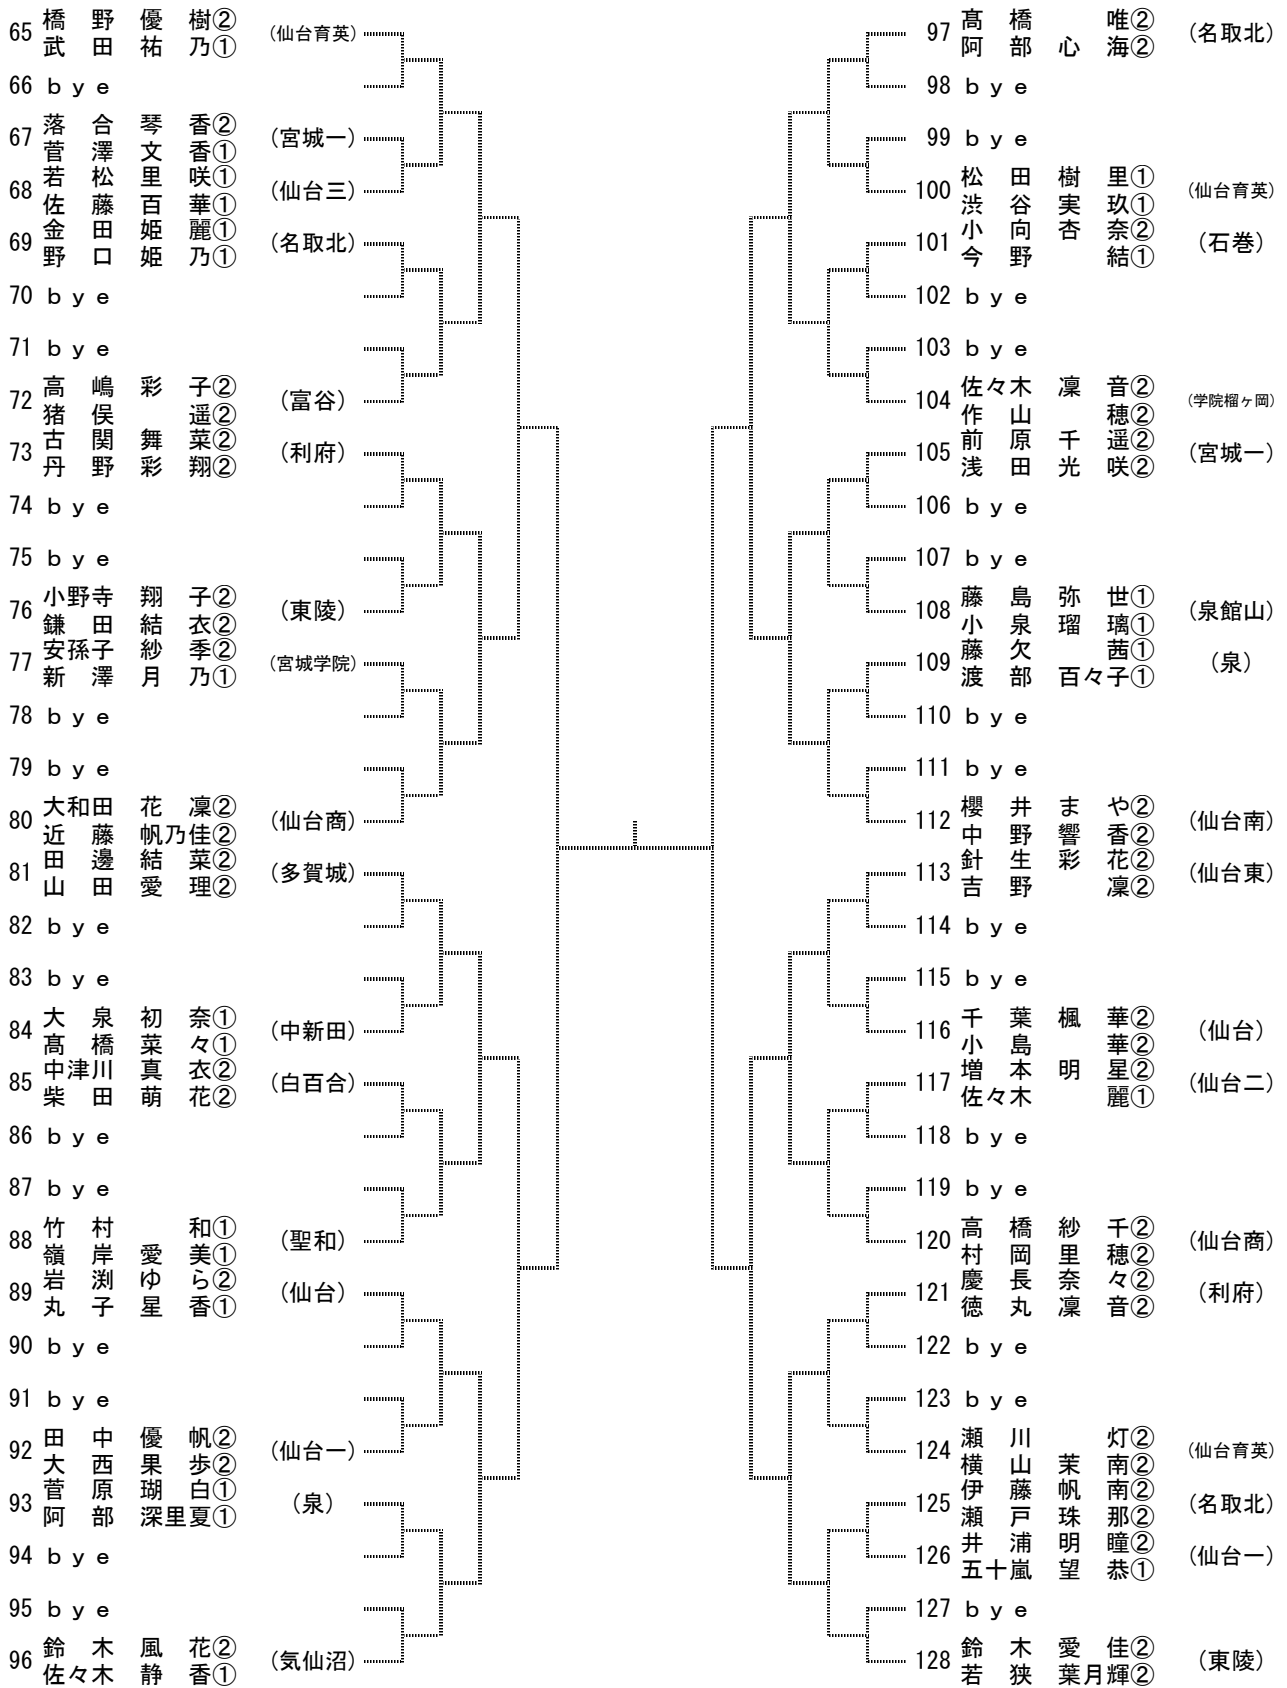 65 橋野優樹② (仙台育英)
武田祐乃①
66 bye
67 落合琴香② (宮城一)
菅澤文香①
68 若松里咲① (仙台三)
佐藤百華①
69 金田姫麗① (名取北)
野口姫乃①
70 bye
71 bye
72 高嶋彩子② (富谷)
猪俣遥②
73 古関舞菜② (利府)
丹野彩翔②
74 bye
75 bye
76 小野寺翔子② (東陵)
鎌田結衣②
77 安孫子紗季② (宮城学院)
新澤月乃①
78 bye
79 bye
80 大和田花凜② (仙台商)
近藤帆乃佳②
81 田邊結菜② (多賀城)
山田愛理②
82 bye
83 bye
84 大泉初奈① (中新田)
髙橋菜々①
85 中津川真衣② (白百合)
柴田萌花②
86 bye
87 bye
88 竹村和① (聖和)
嶺岸愛美①
89 岩渕ゆら② (仙台)
丸子星香①
90 bye
91 bye
92 田中優帆② (仙台一)
大西果歩②
93 菅原瑚白① (泉)
阿部深里夏①
94 bye
95 bye
96 鈴木風花② (気仙沼)
佐々木静香①
97 髙橋唯② (名取北)
阿部心海②
98 bye
99 bye
100 松田樹里① (仙台育英)
渋谷実玖①
101 小向杏奈② (石巻)
今野結①
102 bye
103 bye
104 佐々木凜音② (学院榴ヶ岡)
作山穂②
105 前原千遥② (宮城一)
浅田光咲②
106 bye
107 bye
108 藤島弥世① (泉館山)
小泉瑠璃①
109 藤欠茜① (泉)
渡部百々子①
110 bye
111 bye
112 櫻井まや② (仙台南)
中野響香②
113 針生彩花② (仙台東)
吉野凜②
114 bye
115 bye
116 千葉楓華② (仙台)
小島華②
117 増本明星② (仙台二)
佐々木麗①
118 bye
119 bye
120 高橋紗千② (仙台商)
村岡里穂②
121 慶長奈々② (利府)
徳丸凜音②
122 bye
123 bye
124 瀬川灯② (仙台育英)
横山茉南②
125 伊藤帆南② (名取北)
瀬戸珠那②
126 井浦明瞳② (仙台一)
五十嵐望恭①
127 bye
128 鈴木愛佳② (東陵)
若狭葉月輝②